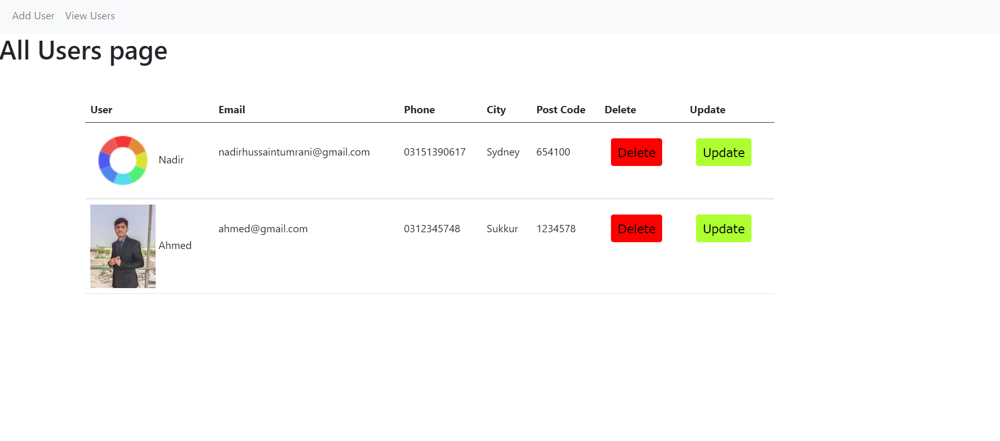 Add User View Users
All Users page
User Email Phone City Post Code Delete Update
Nadir nadirhussaintumrani@gmail.com 03151390617 Sydney 654100 Delete Update
Ahmed ahmed@gmail.com 0312345748 Sukkur 1234578 Delete Update